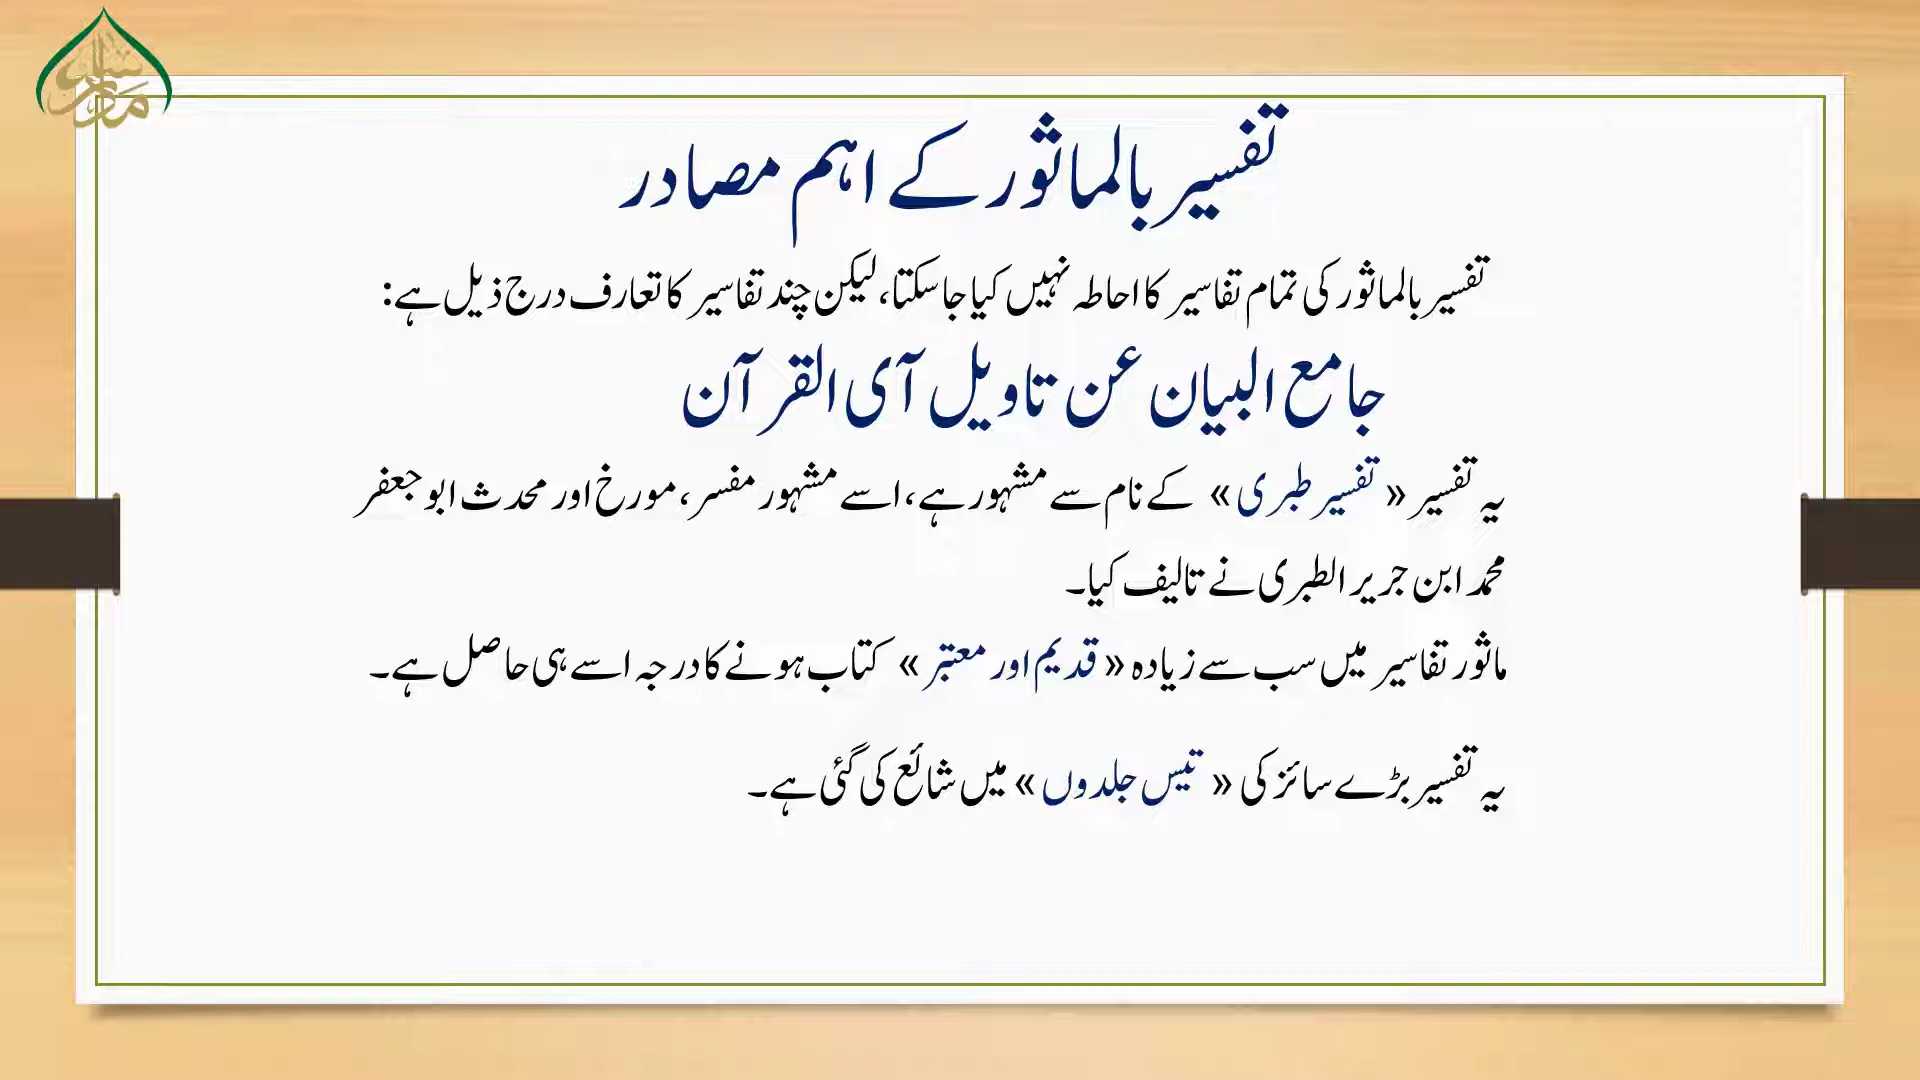 تفسیر بالماثور کے اہم مصادر
تفسیر بالماثور کی تمام تفاسیر کا احاطہ نہیں کیا جا سکتا، لیکن چند تفاسیر کا تعارف درج ذیل ہے:
جامع البیان عن تاویل آی القرآن
یہ تفسیر «تفسیر طبری» کے نام سے مشہور ہے، اسے مشہور مفسر، مورخ اور محدث ابو جعفر
محمد ابن جریر الطبری نے تالیف کیا۔
ماثور تفاسیر میں سب سے زیادہ «قدیم اور معتبر» کتاب ہونے کا درجہ اسے ہی حاصل ہے۔
یہ تفسیر بڑے سائز کی «تیس جلدوں» میں شائع کی گئی ہے۔